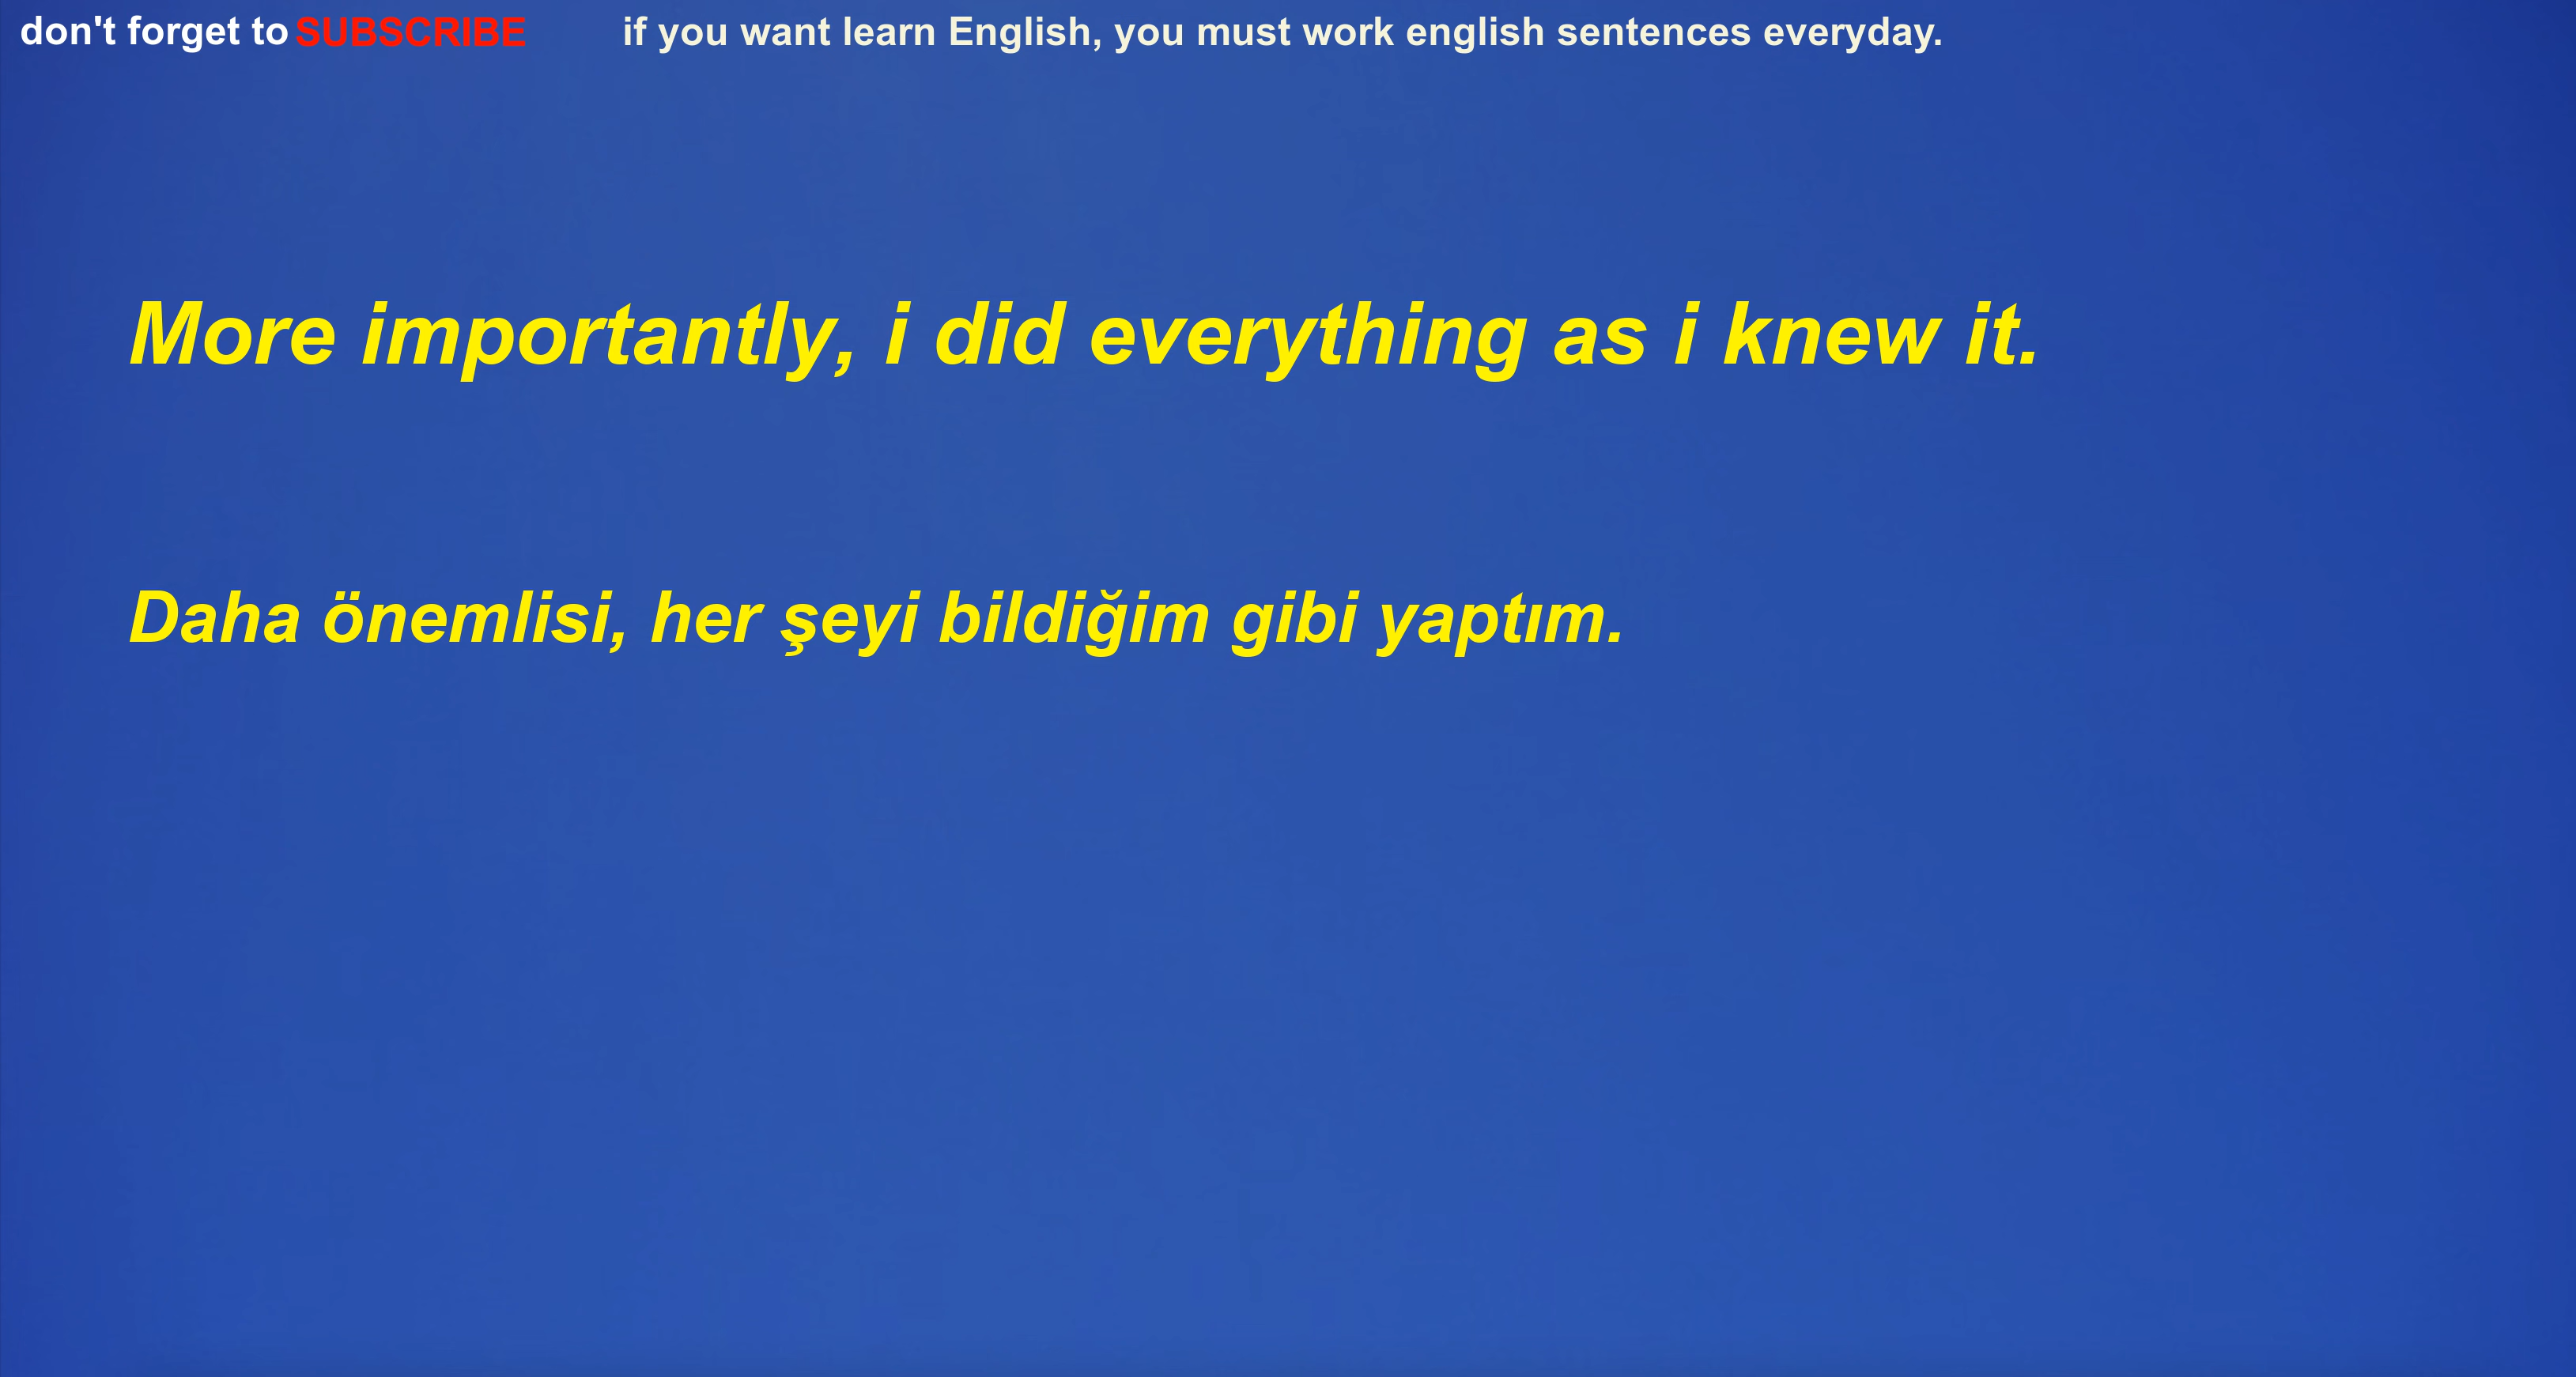 don't forget to SUBSCRIBE if you want learn English, you must work english sentences everyday.
More importantly, i did everything as i knew it.
Daha önemlisi, her şeyi bildiğim gibi yaptım.